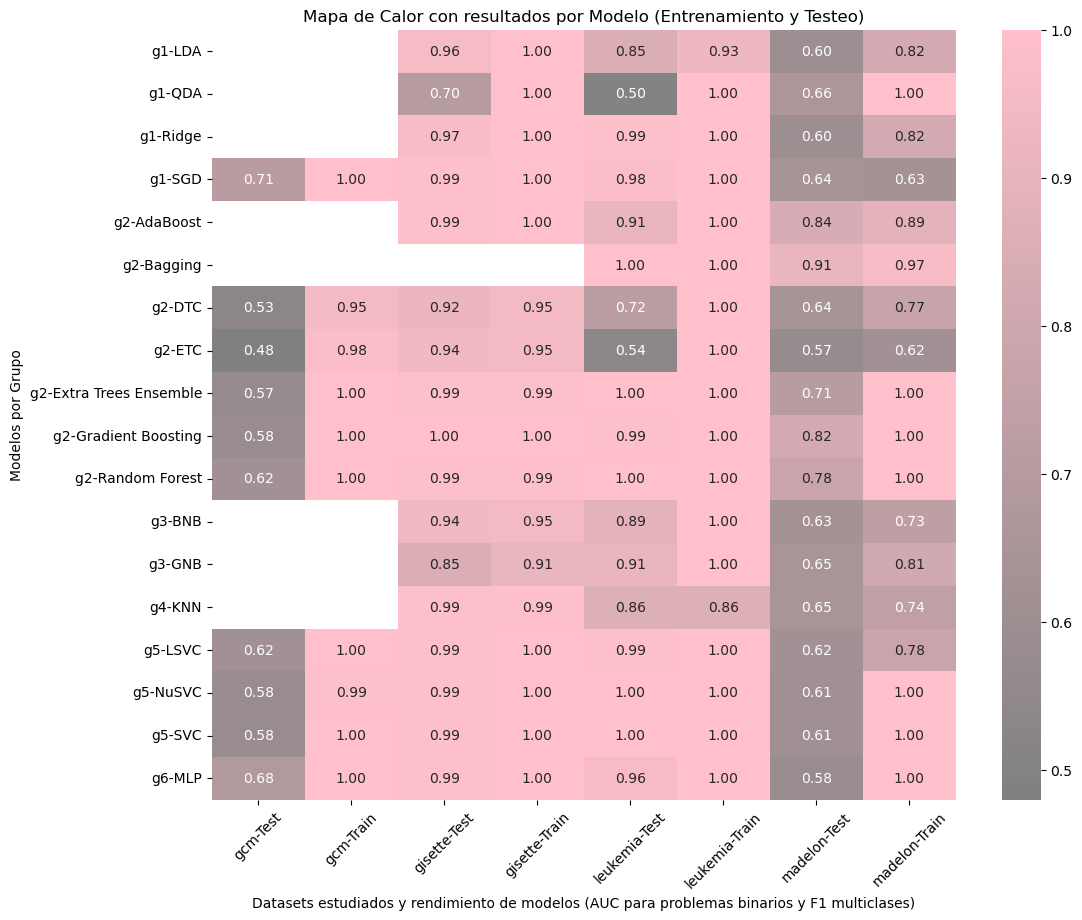 Mapa de Calor con resultados por Modelo (Entrenamiento y Testeo)
Modelos por Grupo
g1-LDA 0.96 1.00 0.85 0.93 0.60 0.82
g1-QDA 0.70 1.00 0.50 1.00 0.66 1.00
g1-Ridge 0.97 1.00 0.99 1.00 0.60 0.82
g1-SGD 0.71 1.00 0.99 1.00 0.98 1.00 0.64 0.63
g2-AdaBoost 0.99 1.00 0.91 1.00 0.84 0.89
g2-Bagging 1.00 1.00 0.91 0.97
g2-DTC 0.53 0.95 0.92 0.95 0.72 1.00 0.64 0.77
g2-ETC 0.48 0.98 0.94 0.95 0.54 1.00 0.57 0.62
g2-Extra Trees Ensemble 0.57 1.00 0.99 0.99 1.00 1.00 0.71 1.00
g2-Gradient Boosting 0.58 1.00 1.00 1.00 0.99 1.00 0.82 1.00
g2-Random Forest 0.62 1.00 0.99 0.99 1.00 1.00 0.78 1.00
g3-BNB 0.94 0.95 0.89 1.00 0.63 0.73
g3-GNB 0.85 0.91 0.91 1.00 0.65 0.81
g4-KNN 0.99 0.99 0.86 0.86 0.65 0.74
g5-LSVC 0.62 1.00 0.99 1.00 0.99 1.00 0.62 0.78
g5-NuSVC 0.58 0.99 0.99 1.00 1.00 1.00 0.61 1.00
g5-SVC 0.58 1.00 0.99 1.00 1.00 1.00 0.61 1.00
g6-MLP 0.68 1.00 0.99 1.00 0.96 1.00 0.58 1.00
gcm-Test gcm-Train gisette-Test gisette-Train leukemia-Test leukemia-Train madelon-Test madelon-Train
Datasets estudiados y rendimiento de modelos (AUC para problemas binarios y F1 multiclases)
1.0
0.9
0.8
0.7
0.6
0.5